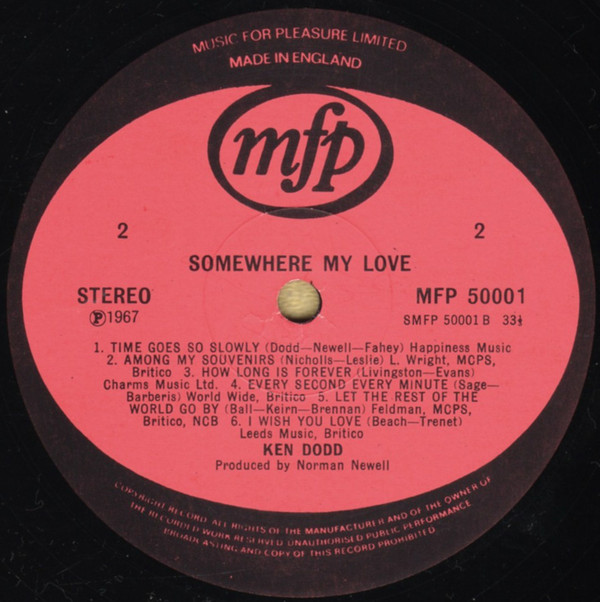 MUSIC FOR PLEASURE LIMITED
MADE IN ENGLAND
mfp
2 2
SOMEWHERE MY LOVE
STEREO MFP 50001
Ⓟ1967 SMFP 50001 B 33⅓
1. TIME GOES SO SLOWLY (Dodd—Newell—Fahey) Happiness Music
2. AMONG MY SOUVENIRS (Nicholls—Leslie) L. Wright, MCPS,
Britico 3. HOW LONG IS FOREVER (Livingston—Evans)
Charms Music Ltd. 4. EVERY SECOND EVERY MINUTE (Sage—
Barberis) World Wide, Britico 5. LET THE REST OF THE
WORLD GO BY (Ball—Keirn—Brennan) Feldman, MCPS,
Britico, NCB 6. I WISH YOU LOVE (Beach—Trenet)
Leeds Music, Britico
KEN DODD
Produced by Norman Newell
COPYRIGHT RECORD. ALL RIGHTS OF THE MANUFACTURER AND OF THE OWNER OF
THE RECORDED WORK RESERVED UNAUTHORISED PUBLIC PERFORMANCE
BROADCASTING AND COPY OF THIS RECORD PROHIBITED